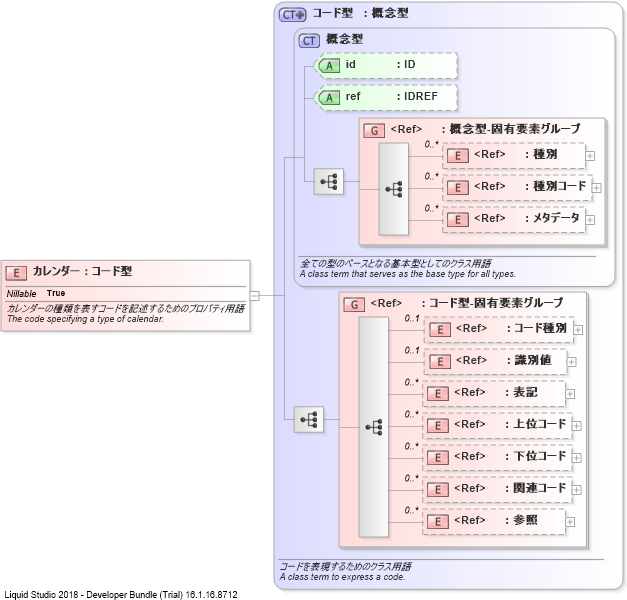 CT コード型 : 概念型
CT 概念型
A id : ID
A ref : IDREF
G <Ref> : 概念型-固有要素グループ
0..*
E <Ref> : 種別
0..*
E <Ref> : 種別コード
0..*
E <Ref> : メタデータ
全ての型のベースとなる基本型としてのクラス用語
A class term that serves as the base type for all types.
E カレンダー : コード型
Nillable True
カレンダーの種類を表すコードを記述するためのプロパティ用語
The code specifying a type of calendar.
G <Ref> : コード型-固有要素グループ
0..1
E <Ref> : コード種別
0..1
E <Ref> : 識別値
0..*
E <Ref> : 表記
0..*
E <Ref> : 上位コード
0..*
E <Ref> : 下位コード
0..*
E <Ref> : 関連コード
0..*
E <Ref> : 参照
コードを表現するためのクラス用語
A class term to express a code.
Liquid Studio 2018 - Developer Bundle (Trial) 16.1.16.8712